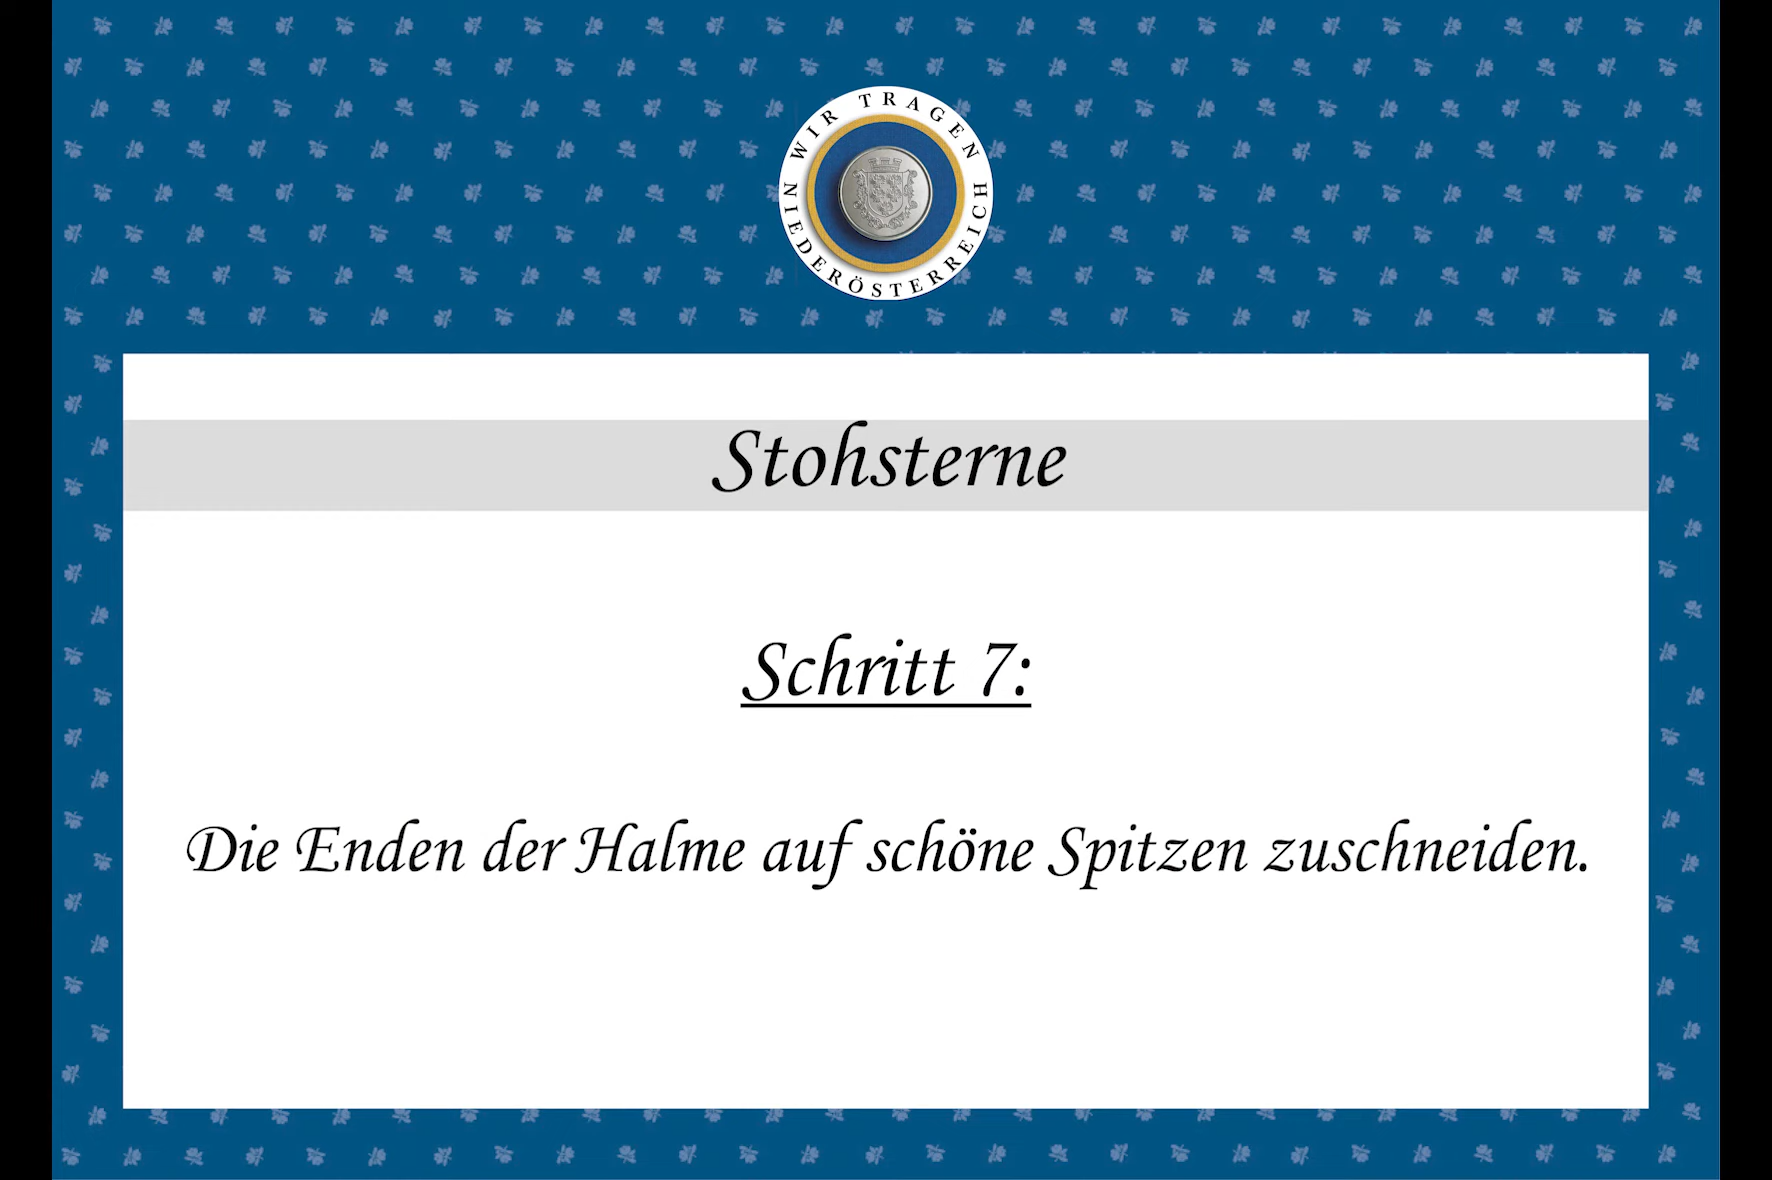 WIR TRAGEN NIEDERÖSTERREICH
Stohsterne
Schritt 7:
Die Enden der Halme auf schöne Spitzen zuschneiden.